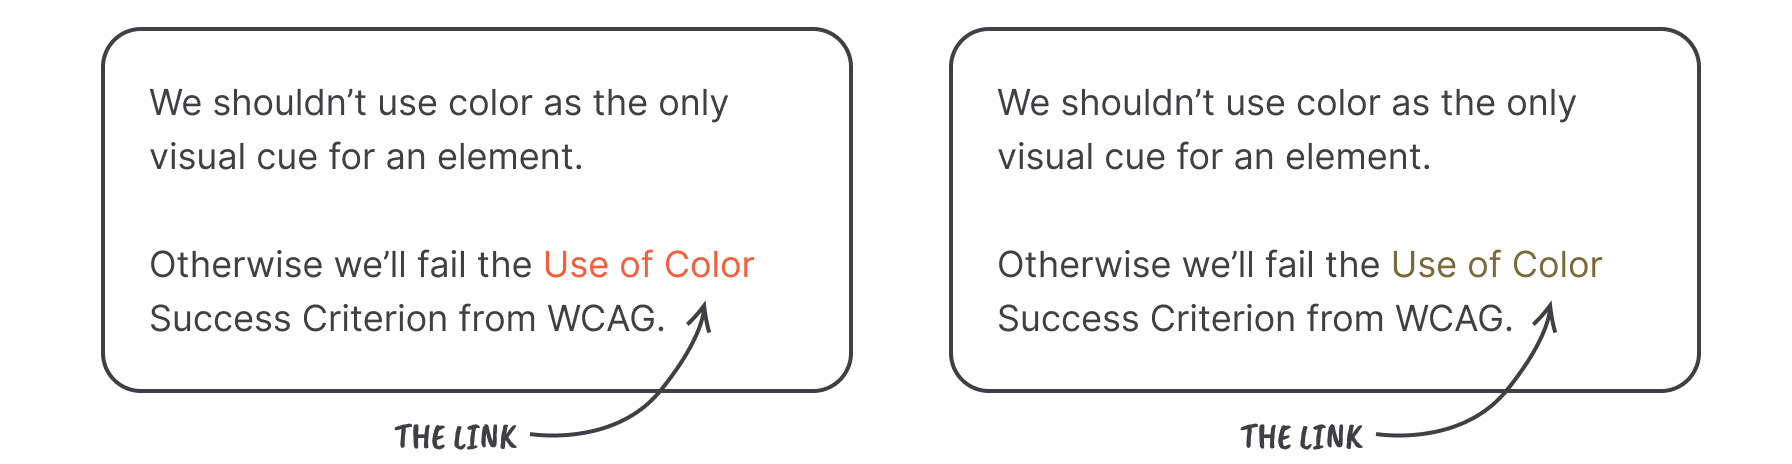 We shouldn’t use color as the only
visual cue for an element.
Otherwise we’ll fail the Use of Color
Success Criterion from WCAG.
THE LINK
We shouldn’t use color as the only
visual cue for an element.
Otherwise we’ll fail the Use of Color
Success Criterion from WCAG.
THE LINK